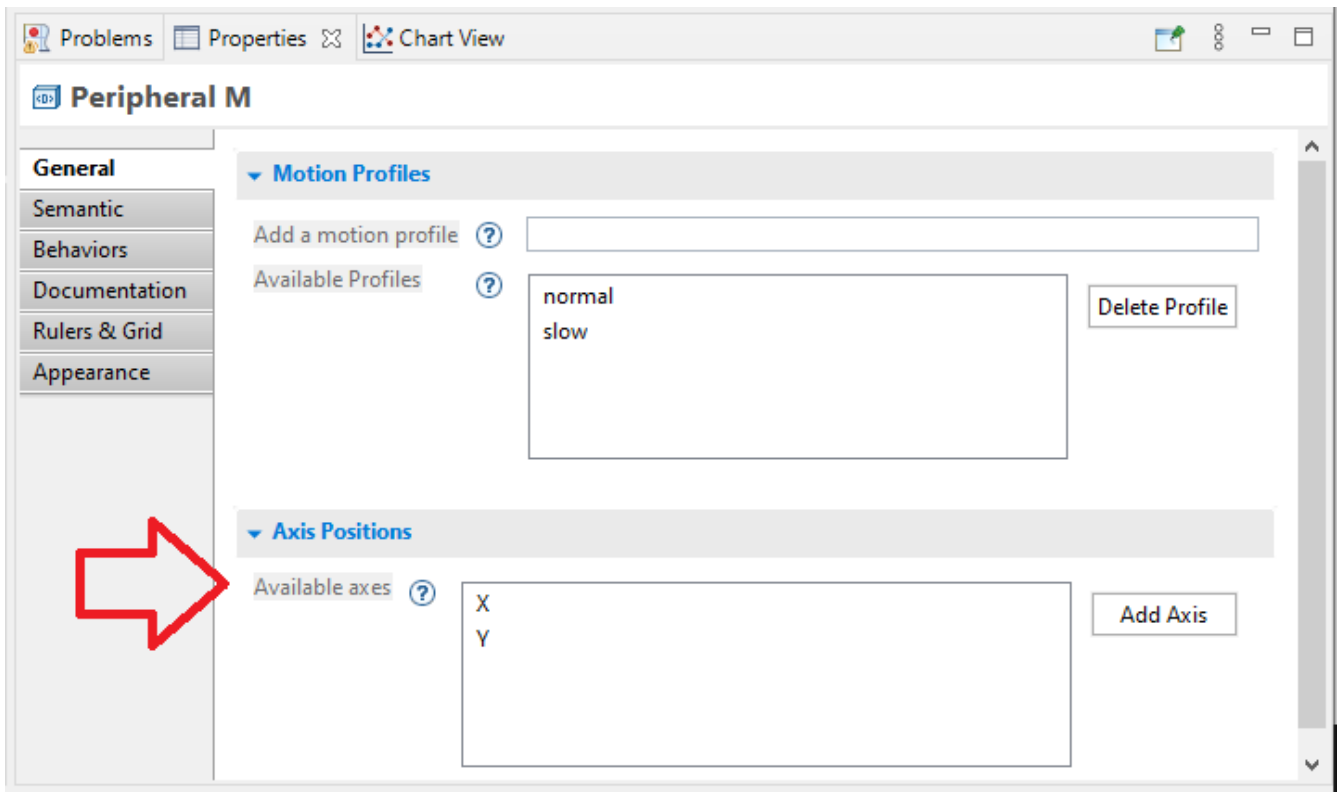 Problems Properties Chart View
Peripheral M
General
Semantic
Behaviors
Documentation
Rulers & Grid
Appearance
Motion Profiles
Add a motion profile ?
Available Profiles ?
normal
slow
Delete Profile
Axis Positions
Available axes ?
X
Y
Add Axis